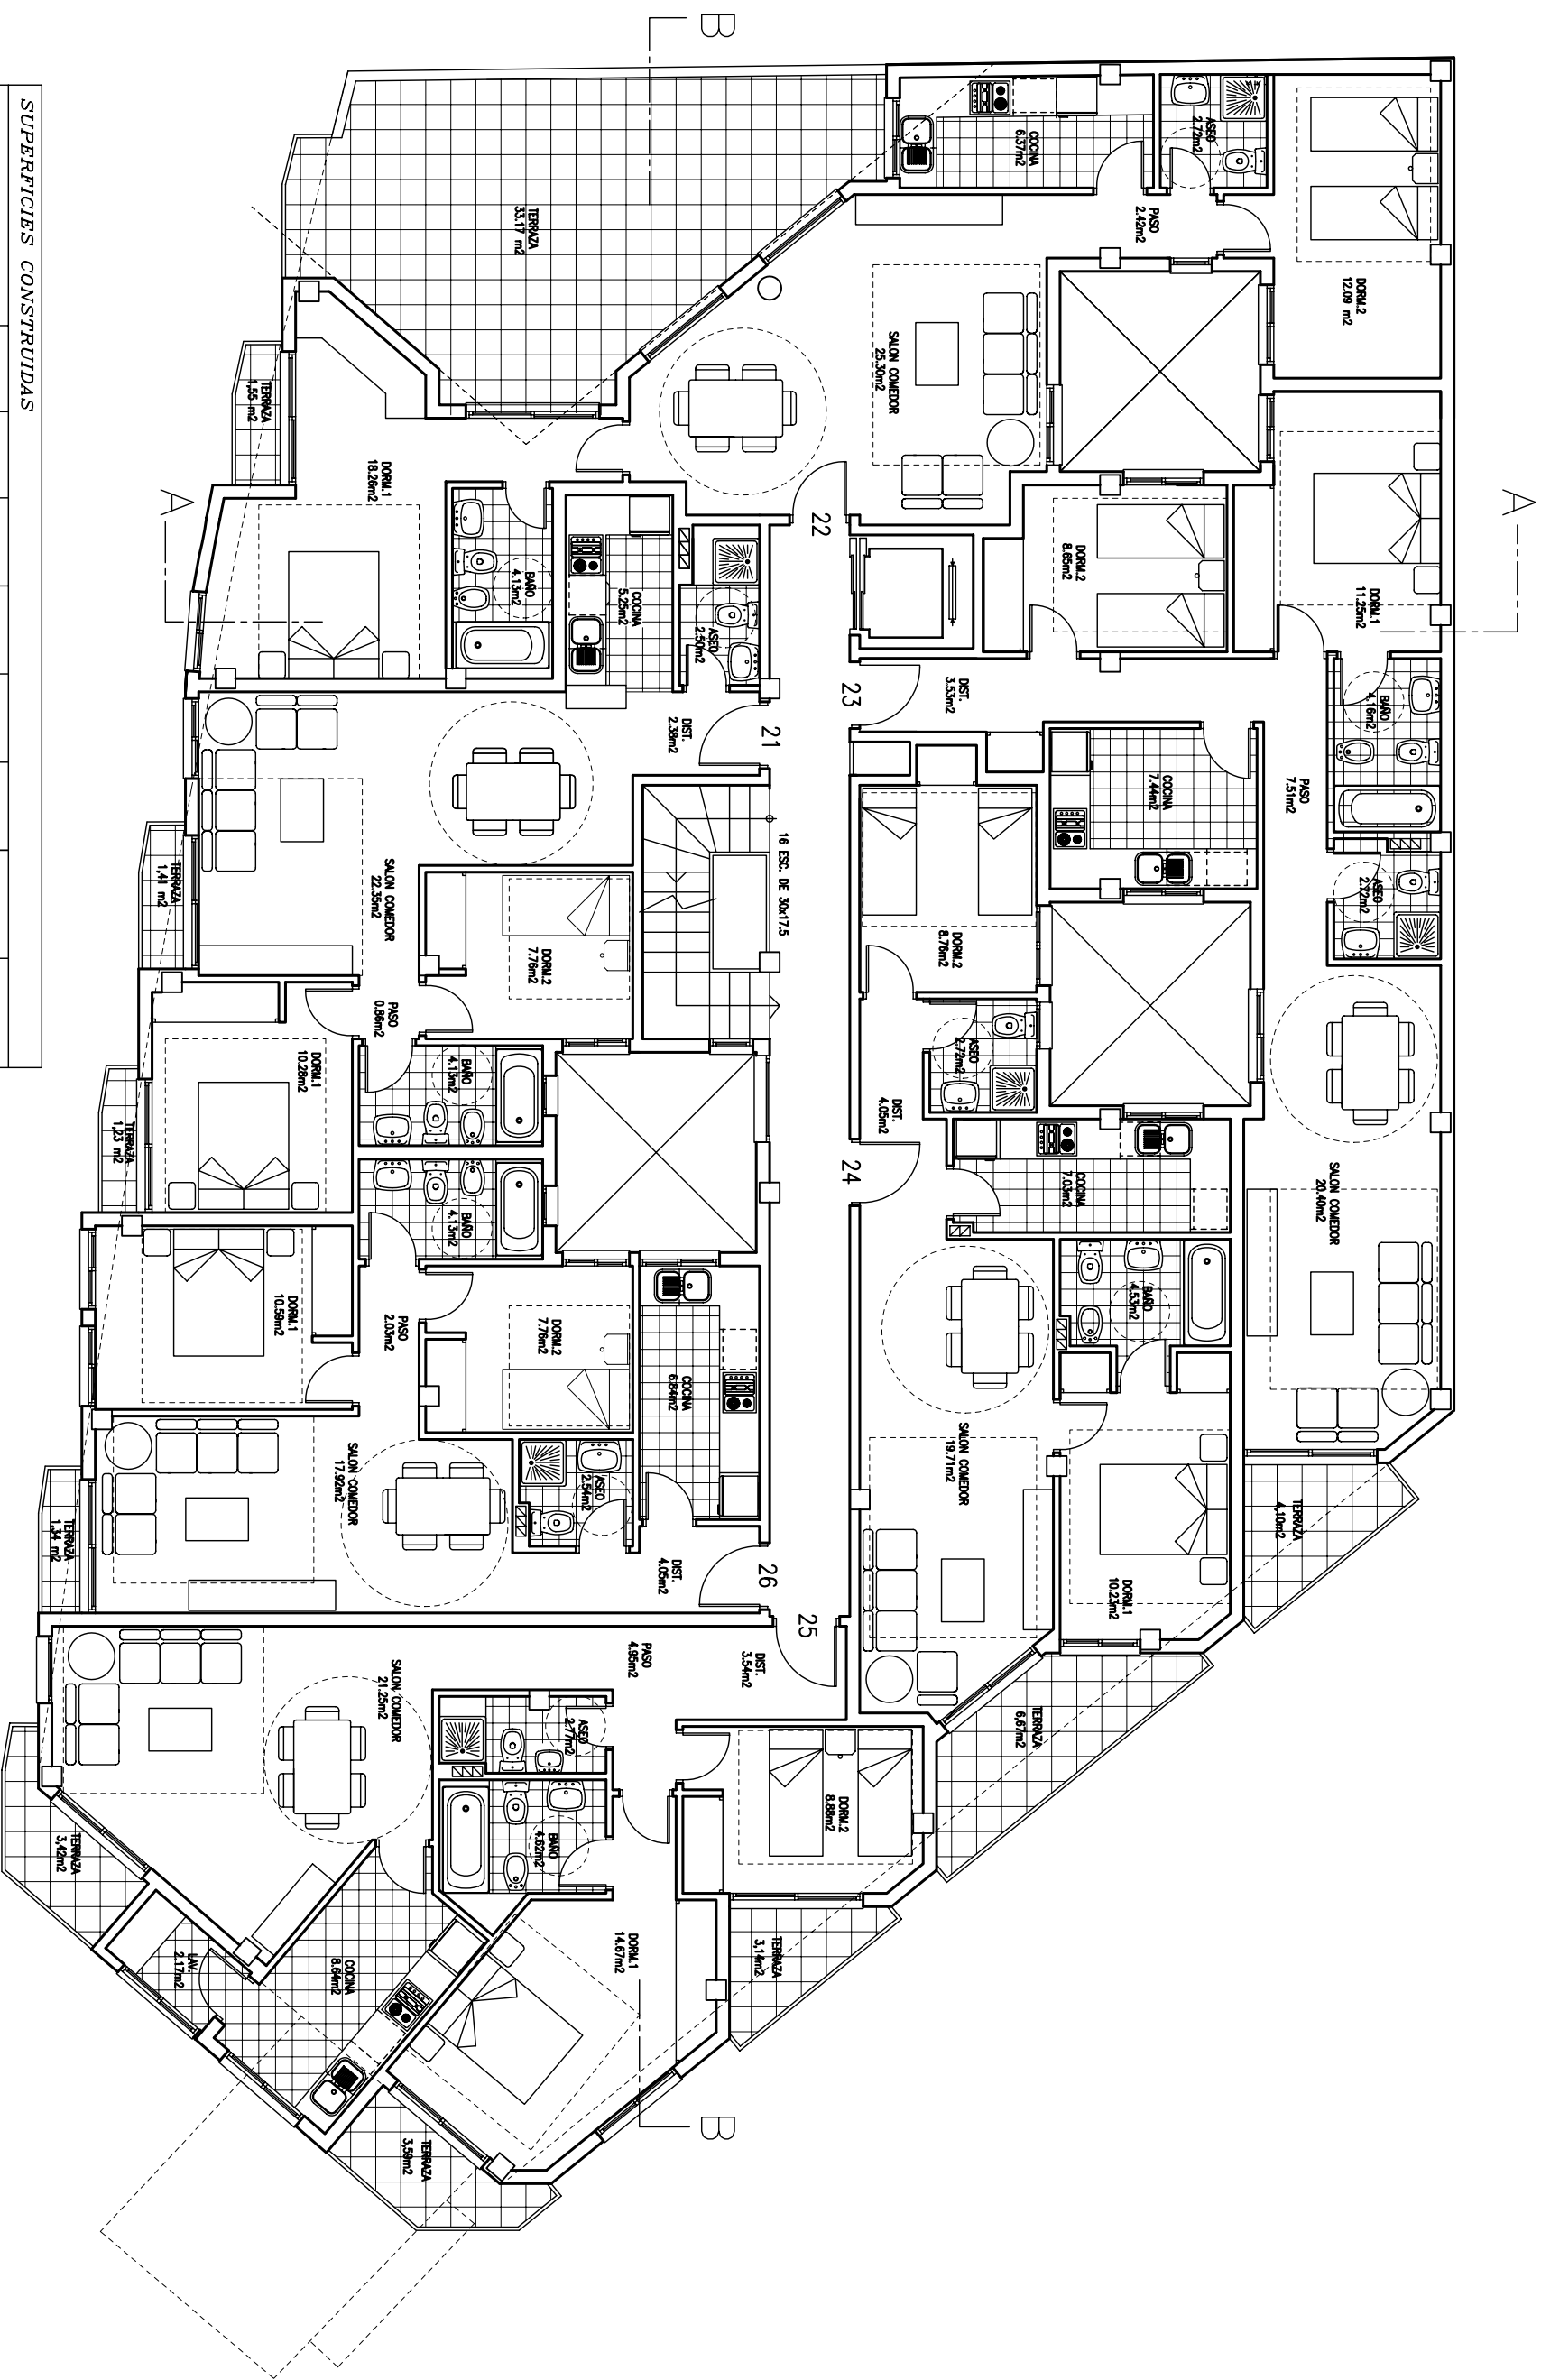 A
A
B
B
SUPERFICIES CONSTRUIDAS
DORM.2
12.09 m2
ASEO
2.72m2
COCINA
6.37m2
PASO
2.42m2
TERRAZA
33.17 m2
SALON COMEDOR
25.30m2
DORM.1
18.26m2
TERRAZA
1,55 m2
BAÑO
4.13m2
22
DORM.1
11.25m2
DORM.2
8.65m2
BAÑO
4.16m2
ASEO
2.72m2
PASO
7.51m2
COCINA
7.44m2
DIST.
3.53m2
23
SALON COMEDOR
20.40m2
TERRAZA
4,10m2
COCINA
5.25m2
ASEO
2.50m2
DIST.
2.38m2
21
SALON COMEDOR
22.35m2
TERRAZA
1,41 m2
DORM.2
7.76m2
PASO
0.86m2
DORM.1
10.28m2
BAÑO
4.13m2
TERRAZA
1,23 m2
16 ESC. DE 30x17.5
DORM.2
8.76m2
ASEO
2.72m2
DIST.
4.05m2
24
COCINA
7.03m2
BAÑO
4.53m2
SALON COMEDOR
19.71m2
DORM.1
10.23m2
TERRAZA
6,67m2
BAÑO
4.13m2
PASO
2.03m2
DORM.1
10.59m2
DORM.2
7.76m2
COCINA
6.84m2
ASEO
2.54m2
SALON COMEDOR
17.92m2
DIST.
4.05m2
TERRAZA
1,34 m2
26
25
DIST.
3.54m2
PASO
4.95m2
SALON COMEDOR
21.25m2
ASEO
2.77m2
BAÑO
4.62m2
DORM.2
8.88m2
DORM.1
14.67m2
TERRAZA
3,14m2
TERRAZA
3,42m2
LAV.
2.17m2
COCINA
8.64m2
TERRAZA
3,59m2